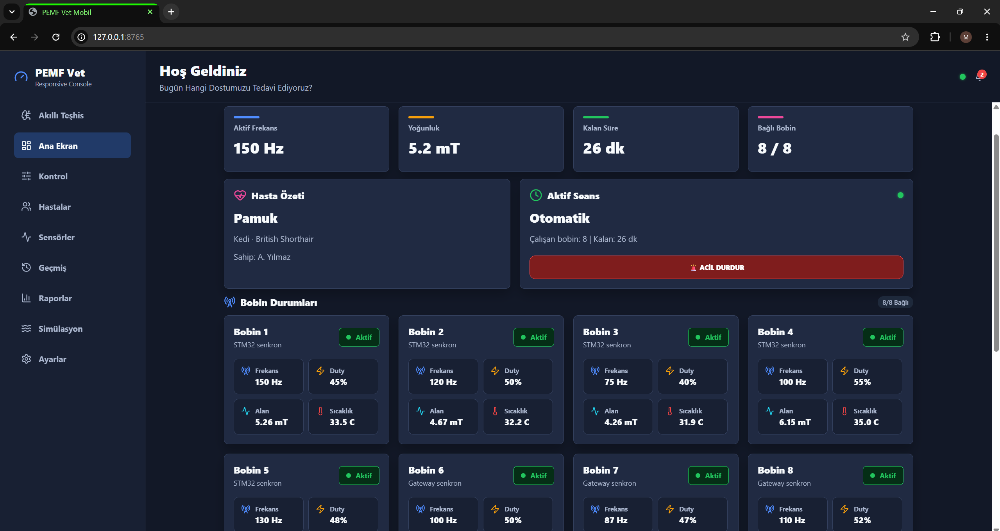 PEMF Vet Mobil
127.0.0.1:8765
M
PEMF Vet
Responsive Console
Akıllı Teşhis
Ana Ekran
Kontrol
Hastalar
Sensörler
Geçmiş
Raporlar
Simülasyon
Ayarlar
Hoş Geldiniz
Bugün Hangi Dostumuzu Tedavi Ediyoruz?
2
Aktif Frekans
150 Hz
Yoğunluk
5.2 mT
Kalan Süre
26 dk
Bağlı Bobin
8 / 8
Hasta Özeti
Pamuk
Kedi · British Shorthair
Sahip: A. Yılmaz
Aktif Seans
Otomatik
Çalışan bobin: 8 | Kalan: 26 dk
ACİL DURDUR
Bobin Durumları
8/8 Bağlı
Bobin 1
STM32 senkron
Aktif
Frekans
150 Hz
Duty
45%
Alan
5.26 mT
Sıcaklık
33.5 C
Bobin 2
STM32 senkron
Aktif
Frekans
120 Hz
Duty
50%
Alan
4.67 mT
Sıcaklık
32.2 C
Bobin 3
STM32 senkron
Aktif
Frekans
75 Hz
Duty
40%
Alan
4.26 mT
Sıcaklık
31.9 C
Bobin 4
STM32 senkron
Aktif
Frekans
100 Hz
Duty
55%
Alan
6.15 mT
Sıcaklık
35.0 C
Bobin 5
STM32 senkron
Aktif
Frekans
130 Hz
Duty
48%
Bobin 6
Gateway senkron
Aktif
Frekans
100 Hz
Duty
50%
Bobin 7
Gateway senkron
Aktif
Frekans
87 Hz
Duty
47%
Bobin 8
Gateway senkron
Aktif
Frekans
110 Hz
Duty
52%